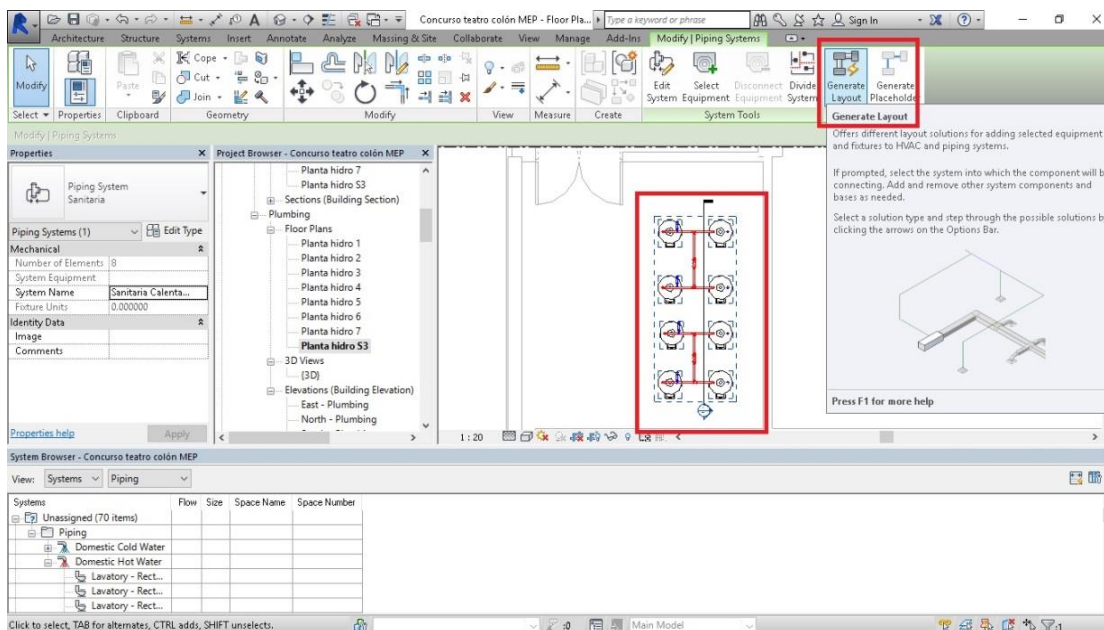 Concurso teatro colón MEP - Floor Pla...
Type a keyword or phrase
Sign In
Architecture Structure Systems Insert Annotate Analyze Massing & Site Collaborate View Manage Add-Ins Modify | Piping Systems
Modify
Paste
Cope
Cut
Join
Edit System
Select Equipment
Disconnect Equipment
Divide System
Generate Layout
Generate Placeholder
Select Properties Clipboard Geometry Modify View Measure Create System Tools
Modify | Piping Systems
Generate Layout
Offers different layout solutions for adding selected equipment
and fixtures to HVAC and piping systems.
If prompted, select the system into which the component will b
connecting. Add and remove other system components and
bases as needed.
Select a solution type and step through the possible solutions b
clicking the arrows on the Options Bar.
Press F1 for more help
Properties
Piping System
Sanitaria
Piping Systems (1)
Edit Type
Mechanical
Number of Elements 8
System Equipment
System Name Sanitaria Calenta...
Fixture Units 0.000000
Identity Data
Image
Comments
Properties help
Apply
Project Browser - Concurso teatro colón MEP
Planta hidro 7
Planta hidro S3
Sections (Building Section)
Plumbing
Floor Plans
Planta hidro 1
Planta hidro 2
Planta hidro 3
Planta hidro 4
Planta hidro 5
Planta hidro 6
Planta hidro 7
Planta hidro S3
3D Views
{3D}
Elevations (Building Elevation)
East - Plumbing
North - Plumbing
1 : 20
System Browser - Concurso teatro colón MEP
View: Systems Piping
Systems Flow Size Space Name Space Number
Unassigned (70 items)
Piping
Domestic Cold Water
Domestic Hot Water
Lavatory - Rect...
Lavatory - Rect...
Lavatory - Rect...
Click to select, TAB for alternates, CTRL adds, SHIFT unselects.
:0
Main Model
:1